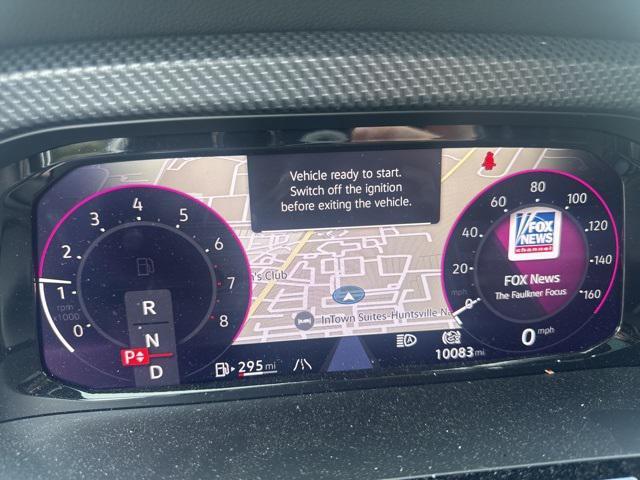 Vehicle ready to start.
Switch off the ignition
before exiting the vehicle.
0
1
2
3
4
5
6
7
8
rpm
x1000
R
N
P
D
's Club
InTown Suites-Huntsville N
295 mi
10083 mi
0
20
40
60
80
100
120
140
160
mph
FOX
NEWS
channel
FOX News
The Faulkner Focus
0 mph